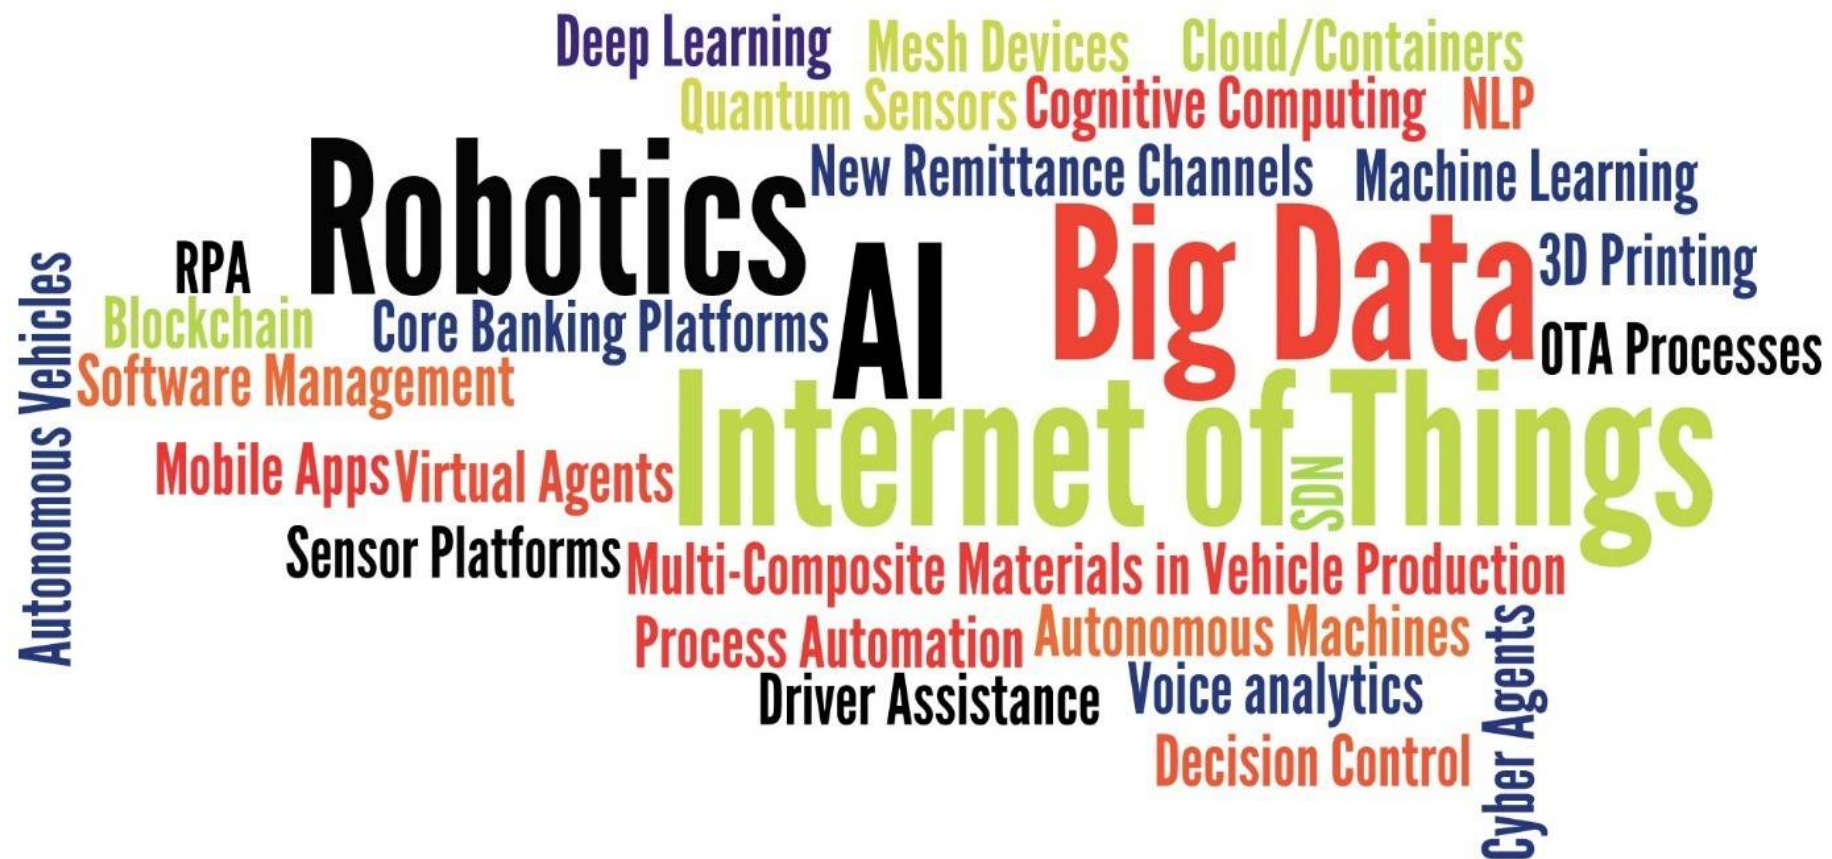 Deep Learning
Mesh Devices
Cloud/Containers
Quantum Sensors
Cognitive Computing
NLP
Robotics
New Remittance Channels
Machine Learning
RPA
AI
Big Data
3D Printing
Autonomous Vehicles
Blockchain
Core Banking Platforms
OTA Processes
Software Management
Internet of Things
SDN
Mobile Apps
Virtual Agents
Sensor Platforms
Multi-Composite Materials in Vehicle Production
Process Automation
Autonomous Machines
Cyber Agents
Driver Assistance
Voice analytics
Decision Control